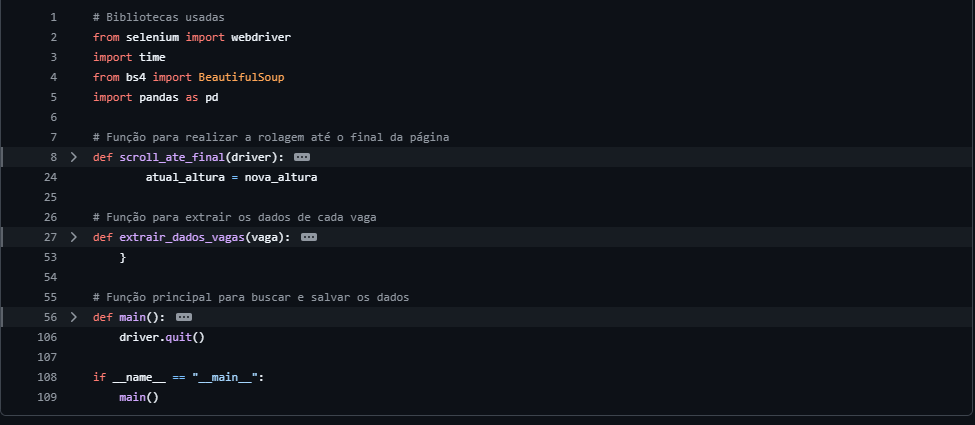 1 # Bibliotecas usadas
2 from selenium import webdriver
3 import time
4 from bs4 import BeautifulSoup
5 import pandas as pd
6
7 # Função para realizar a rolagem até o final da página
8 def scroll_ate_final(driver): ...
24 atual_altura = nova_altura
25
26 # Função para extrair os dados de cada vaga
27 def extrair_dados_vagas(vaga): ...
53 }
54
55 # Função principal para buscar e salvar os dados
56 def main(): ...
106 driver.quit()
107
108 if __name__ == "__main__":
109 main()